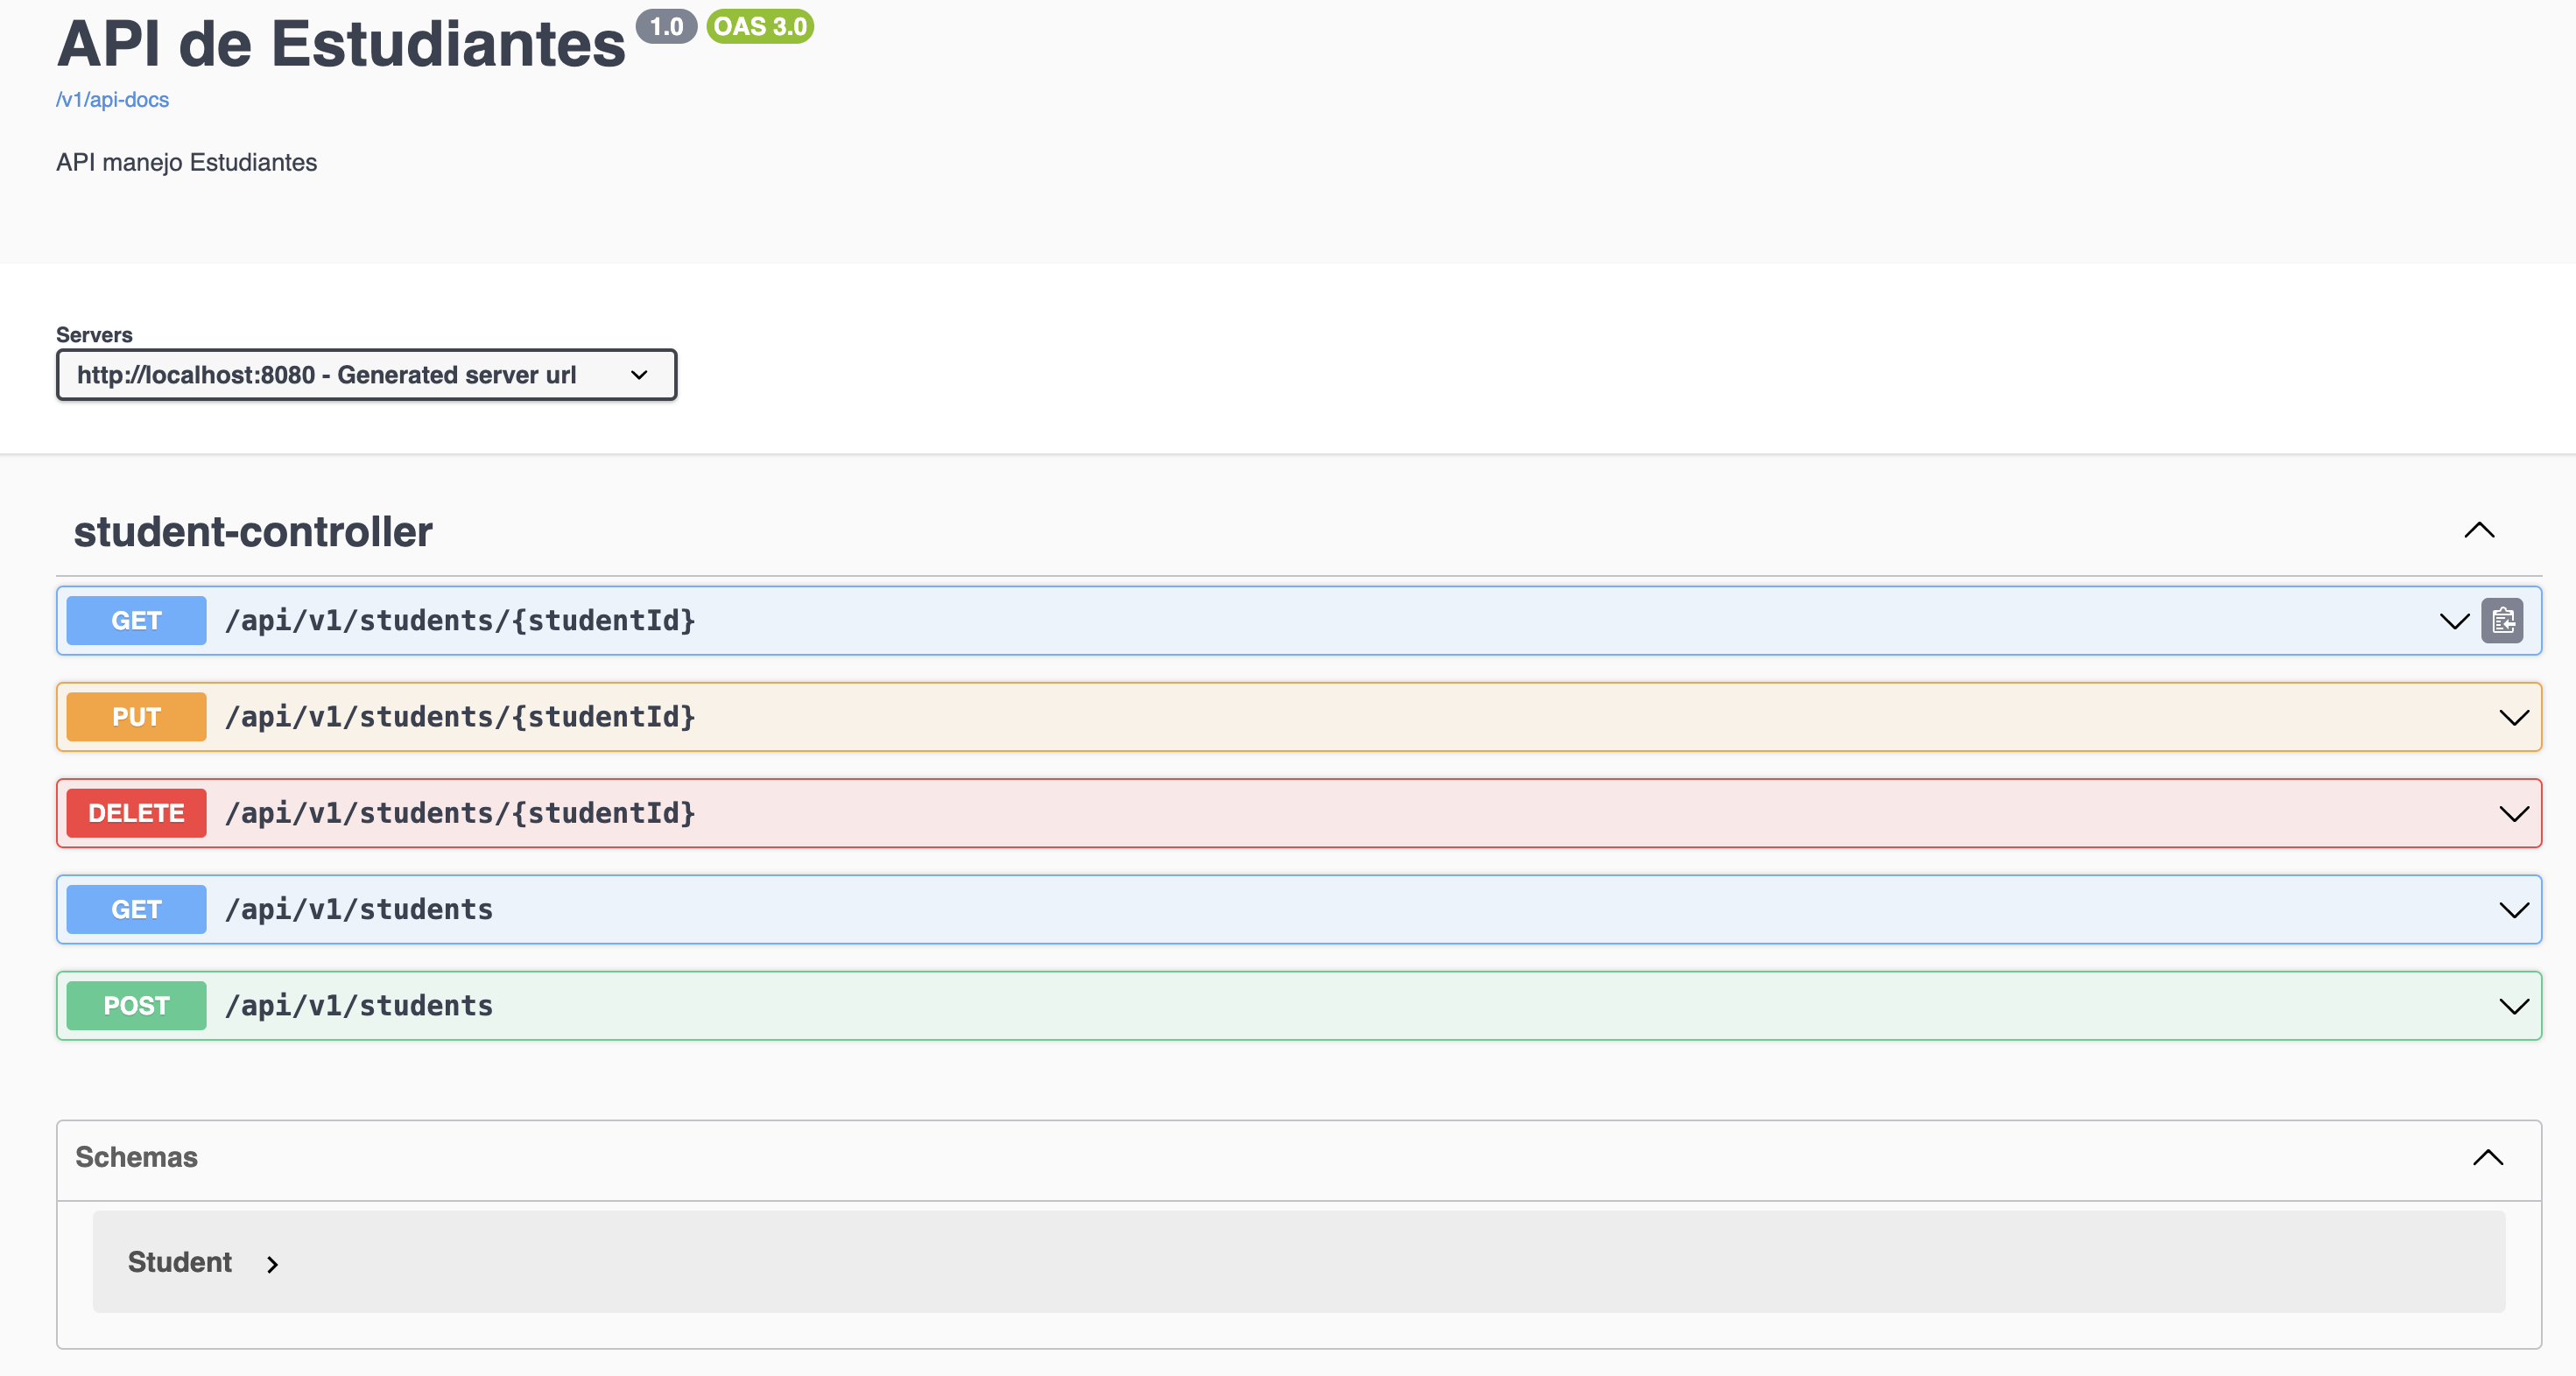 API de Estudiantes 1.0 OAS 3.0
/v1/api-docs
API manejo Estudiantes
Servers
http://localhost:8080 - Generated server url
student-controller
GET /api/v1/students/{studentId}
PUT /api/v1/students/{studentId}
DELETE /api/v1/students/{studentId}
GET /api/v1/students
POST /api/v1/students
Schemas
Student